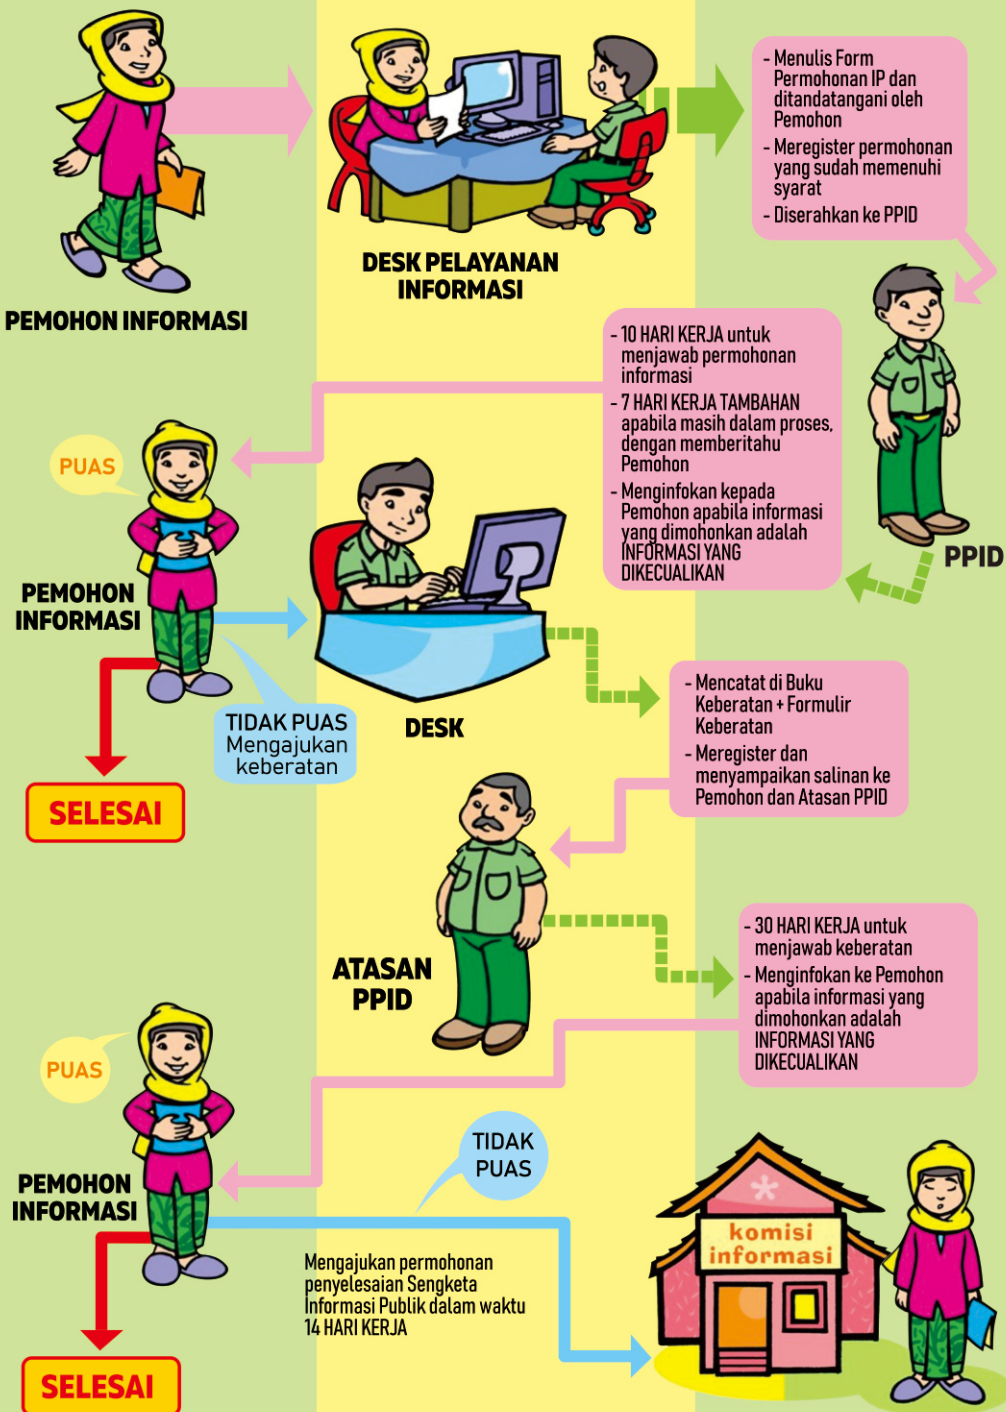 - Menulis Form
Permohonan IP dan
ditandatangani oleh
Pemohon
- Meregister permohonan
yang sudah memenuhi
syarat
- Diserahkan ke PPID
DESK PELAYANAN
INFORMASI
PEMOHON INFORMASI
- 10 HARI KERJA untuk
menjawab permohonan
informasi
- 7 HARI KERJA TAMBAHAN
apabila masih dalam proses,
dengan memberitahu
Pemohon
- Menginfokan kepada
Pemohon apabila informasi
yang dimohonkan adalah
INFORMASI YANG
DIKECUALIKAN
PPID
PUAS
PEMOHON
INFORMASI
TIDAK PUAS
Mengajukan
keberatan
DESK
SELESAI
- Mencatat di Buku
Keberatan + Formulir
Keberatan
- Meregister dan
menyampaikan salinan ke
Pemohon dan Atasan PPID
ATASAN
PPID
- 30 HARI KERJA untuk
menjawab keberatan
- Menginfokan ke Pemohon
apabila informasi yang
dimohonkan adalah
INFORMASI YANG
DIKECUALIKAN
PUAS
PEMOHON
INFORMASI
TIDAK
PUAS
Mengajukan permohonan
penyelesaian Sengketa
Informasi Publik dalam waktu
14 HARI KERJA
komisi
informasi
SELESAI